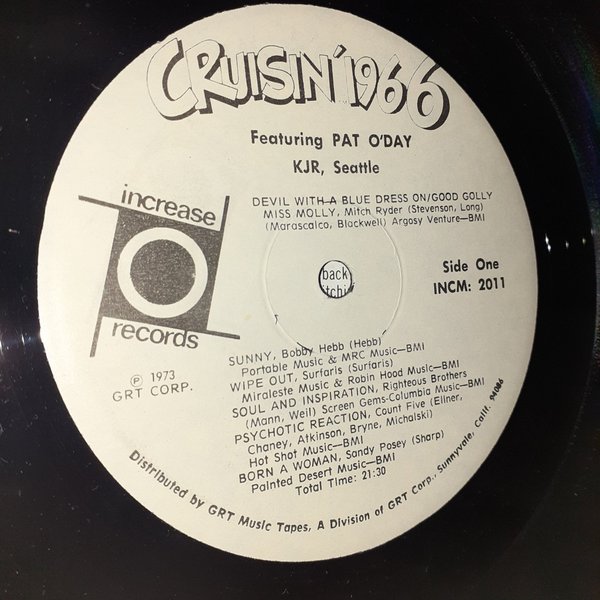 CRUISIN' 1966
Featuring PAT O'DAY
KJR, Seattle
increase
records
DEVIL WITH A BLUE DRESS ON/GOOD GOLLY
MISS MOLLY, Mitch Ryder (Stevenson, Long)
(Marascalco, Blackwell) Argosy Venture—BMI
back
itchi
Side One
INCM: 2011
Ⓟ 1973
GRT CORP.
SUNNY, Bobby Hebb (Hebb)
Portable Music & MRC Music—BMI
WIPE OUT, Surfaris (Surfaris)
Miraleste Music & Robin Hood Music—BMI
SOUL AND INSPIRATION, Righteous Brothers
(Mann, Weil) Screen Gems-Columbia Music—BMI
PSYCHOTIC REACTION, Count Five (Ellner,
Chaney, Atkinson, Bryne, Michalski)
Hot Shot Music—BMI
BORN A WOMAN, Sandy Posey (Sharp)
Painted Desert Music—BMI
Total Time: 21:30
Distributed by GRT Music Tapes, A Division of GRT Corp., Sunnyvale, Calif. 94086